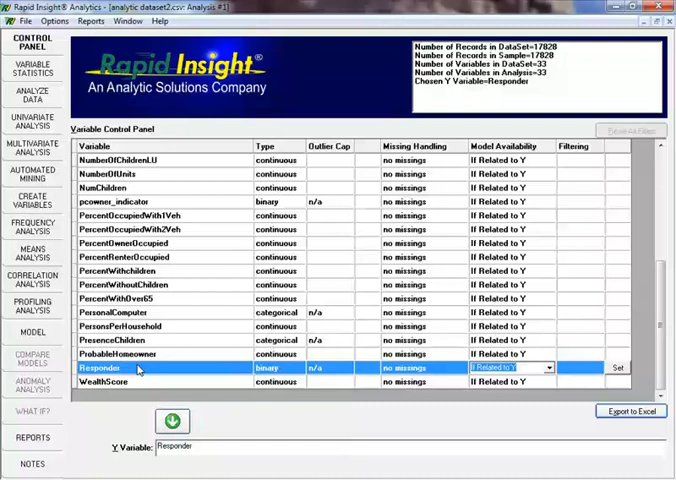 Rapid Insight® Analytics - [analytic dataset2.csv: Analysis #1]
File Options Reports Window Help
CONTROL PANEL
VARIABLE STATISTICS
ANALYZE DATA
UNIVARIATE ANALYSIS
MULTIVARIATE ANALYSIS
AUTOMATED MINING
CREATE VARIABLES
FREQUENCY ANALYSIS
MEANS ANALYSIS
CORRELATION ANALYSIS
PROFILING ANALYSIS
MODEL
COMPARE MODELS
ANOMALY ANALYSIS
WHAT IF?
REPORTS
NOTES
Rapid Insight®
An Analytic Solutions Company
Number of Records in DataSet=17828
Number of Records in Sample=17828
Number of Variables in DataSet=33
Number of Variables in Analysis=33
Chosen Y Variable=Responder
Variable Control Panel
Variable Type Outlier Cap Missing Handling Model Availability Filtering
NumberOfChildrenLU continuous no missings If Related to Y
NumberOfUnits continuous no missings If Related to Y
NumChildren continuous no missings If Related to Y
pcowner_indicator binary n/a no missings If Related to Y
PercentOccupiedWith1Veh continuous no missings If Related to Y
PercentOccupiedWith2Veh continuous no missings If Related to Y
PercentOwnerOccupied continuous no missings If Related to Y
PercentRenterOccupied continuous no missings If Related to Y
PercentWithchildren continuous no missings If Related to Y
PercentWithoutChildren continuous no missings If Related to Y
PercentWithOver65 continuous no missings If Related to Y
PersonalComputer categorical n/a no missings If Related to Y
PersonsPerHousehold continuous no missings If Related to Y
PresenceChildren categorical n/a no missings If Related to Y
ProbableHomeowner continuous no missings If Related to Y
Responder binary n/a no missings If Related to Y Set
WealthScore continuous no missings If Related to Y
Export to Excel
Y Variable: Responder